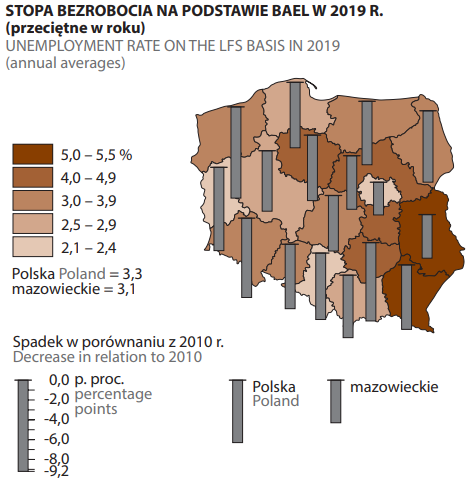 STOPA BEZROBOCIA NA PODSTAWIE BAEL W 2019 R.
(przeciętne w roku)
UNEMPLOYMENT RATE ON THE LFS BASIS IN 2019
(annual averages)
5,0 – 5,5 %
4,0 – 4,9
3,0 – 3,9
2,5 – 2,9
2,1 – 2,4
Polska Poland = 3,3
mazowieckie = 3,1
Spadek w porównaniu z 2010 r.
Decrease in relation to 2010
0,0 p. proc.
percentage
-2,0 points
-4,0
-6,0
-8,0
-9,2
Polska
Poland
mazowieckie